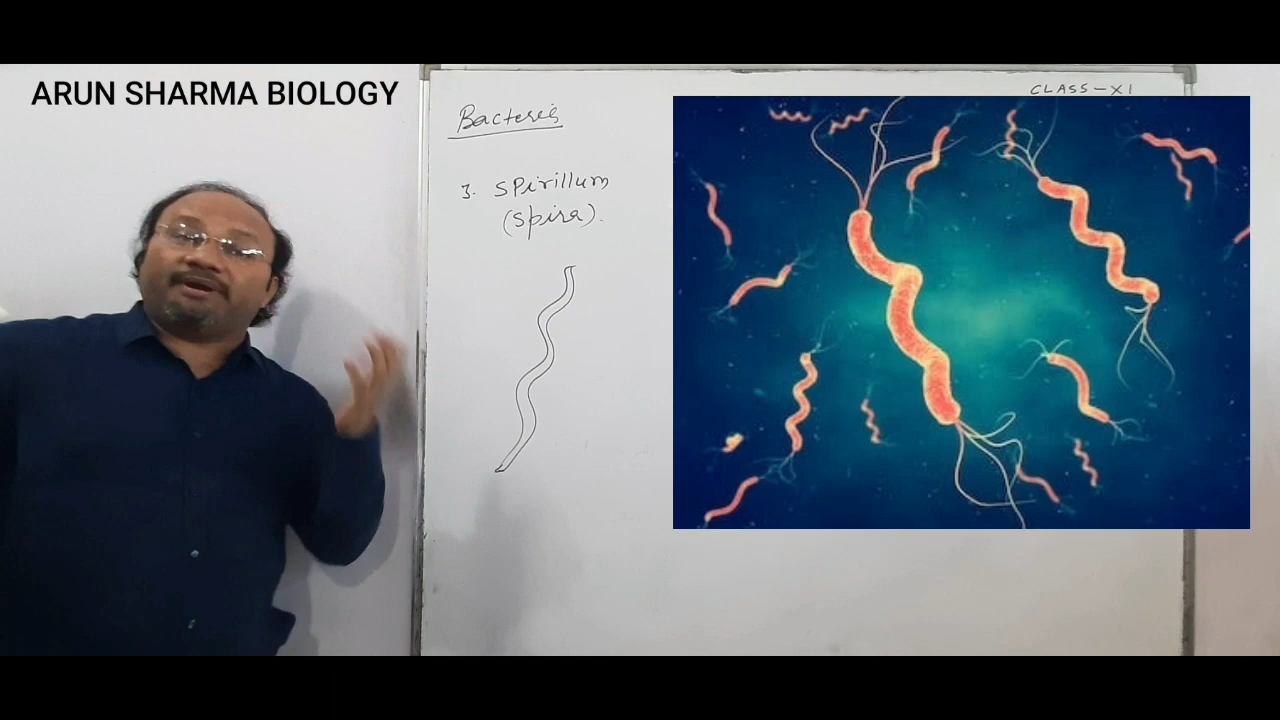 ARUN SHARMA BIOLOGY
CLASS-XI
Bacteria
3. SPirillum
(Spira).